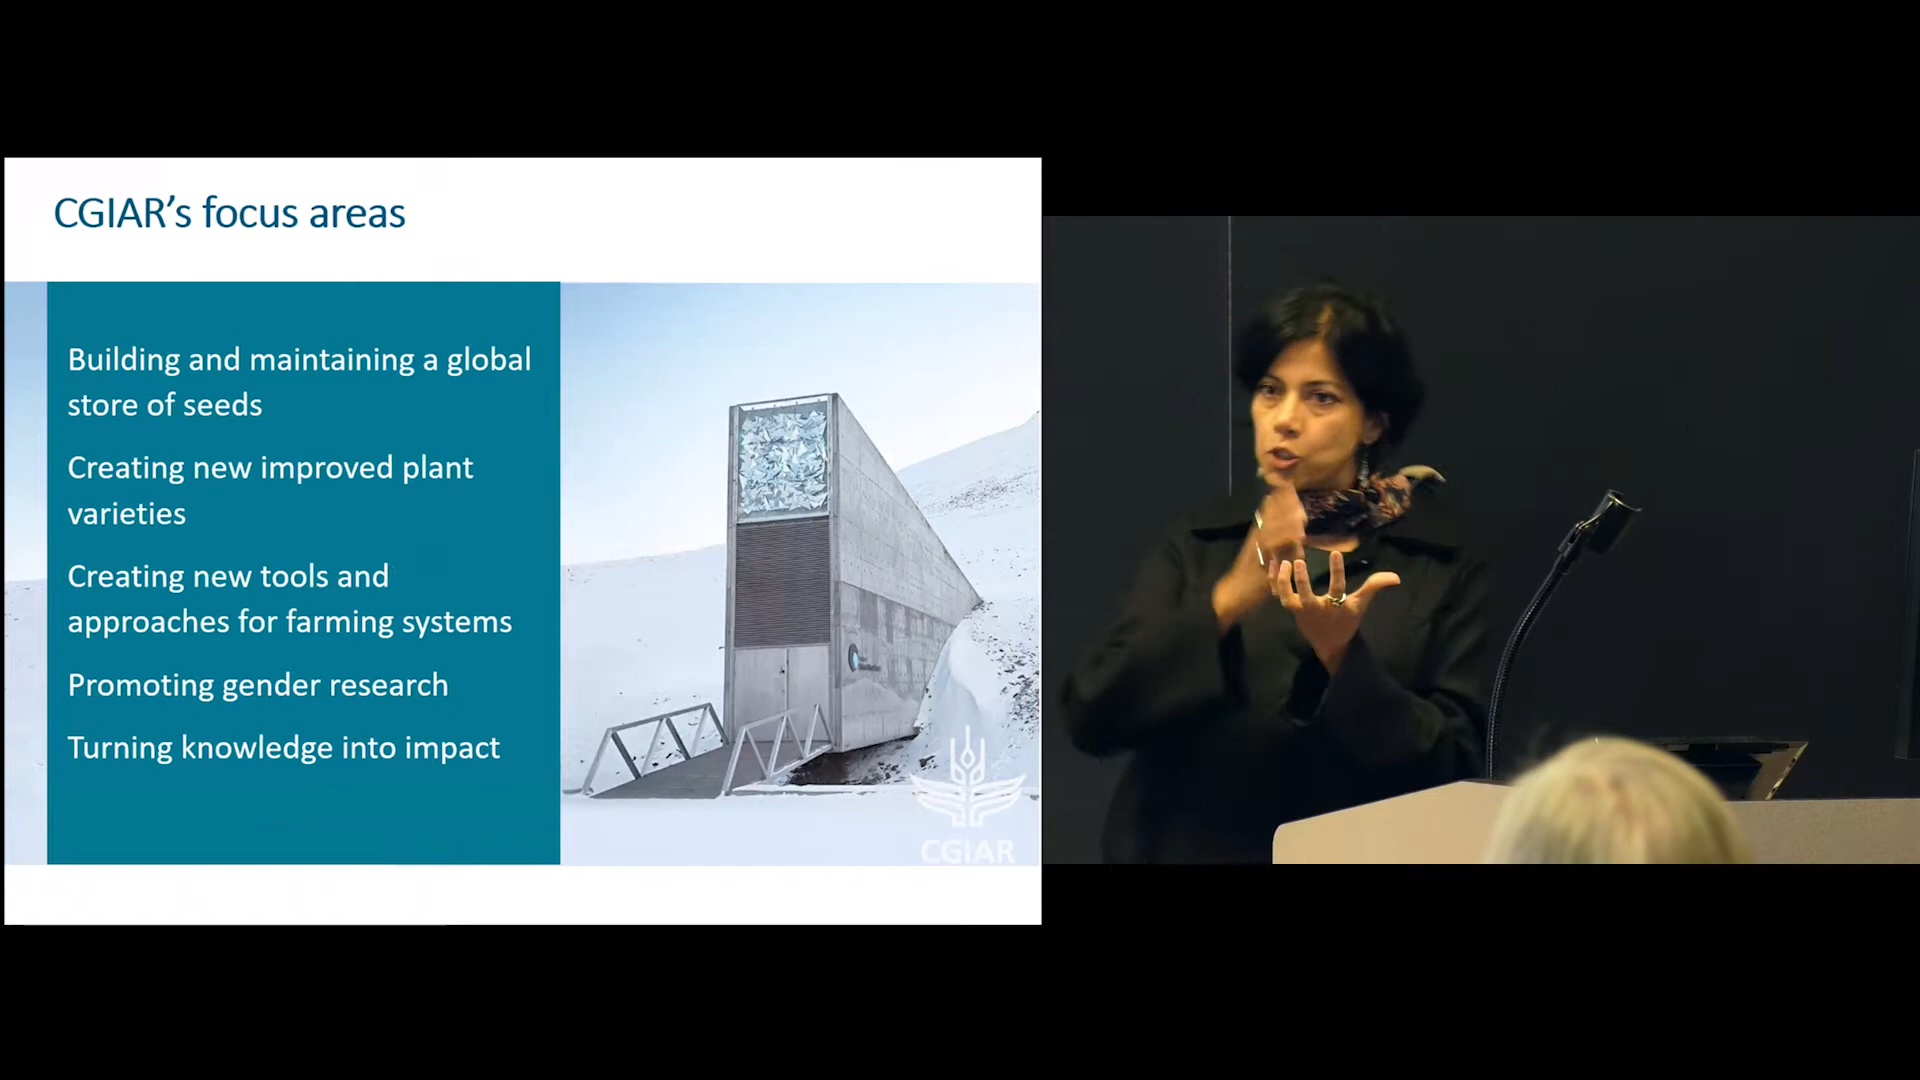 CGIAR’s focus areas
Building and maintaining a global
store of seeds
Creating new improved plant
varieties
Creating new tools and
approaches for farming systems
Promoting gender research
Turning knowledge into impact
CGIAR